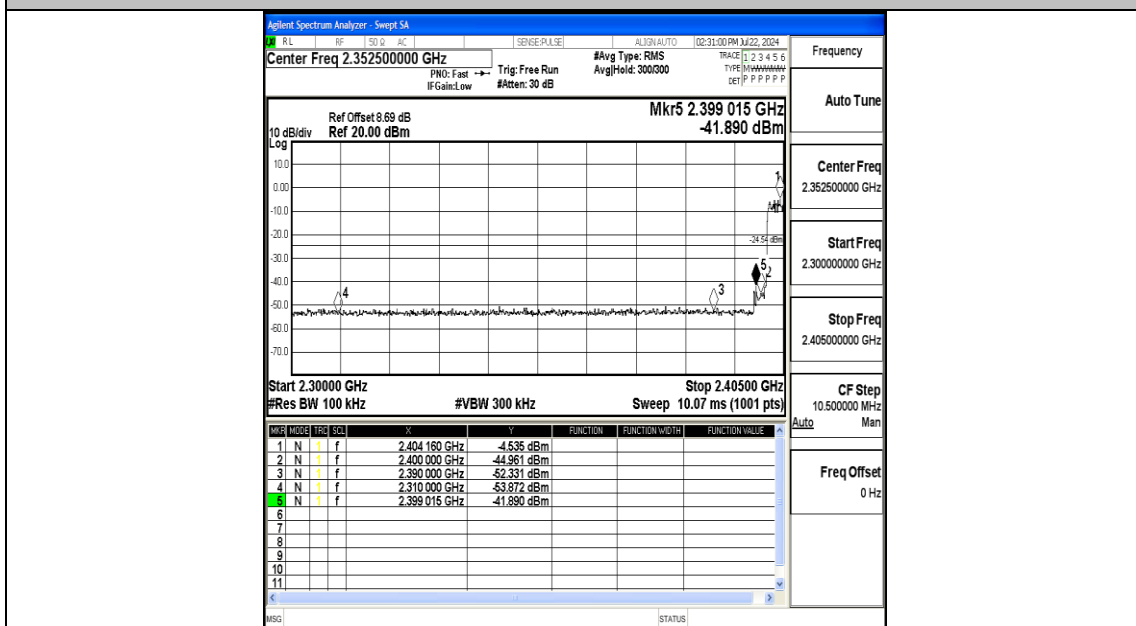 Agilent Spectrum Analyzer - Swept SA
LXI RL RF 50 Ω AC SENSE:PULSE ALIGN AUTO 02:31:00 PM Jul 22, 2024
Center Freq 2.352500000 GHz #Avg Type: RMS TRACE 1 2 3 4 5 6
PNO: Fast Trig: Free Run Avg|Hold: 300/300 TYPE MWWWWW
IFGain:Low #Atten: 30 dB DET P P P P P P
Mkr5 2.399 015 GHz
-41.890 dBm
Ref Offset 8.69 dB
10 dB/div Ref 20.00 dBm
Log
10.0
0.00
-10.0
-20.0
-30.0
-40.0
-50.0
-60.0
-70.0
1
-24.54 dBm
5
2
3
4
Start 2.30000 GHz Stop 2.40500 GHz
#Res BW 100 kHz #VBW 300 kHz Sweep 10.07 ms (1001 pts)
MKR MODE TRC SCL X Y FUNCTION FUNCTION WIDTH FUNCTION VALUE
1 N 1 f 2.404 160 GHz -4.535 dBm
2 N 1 f 2.400 000 GHz -44.961 dBm
3 N 1 f 2.390 000 GHz -52.331 dBm
4 N 1 f 2.310 000 GHz -53.872 dBm
5 N 1 f 2.399 015 GHz -41.890 dBm
6
7
8
9
10
11
MSG STATUS
Frequency
Auto Tune
Center Freq
2.352500000 GHz
Start Freq
2.300000000 GHz
Stop Freq
2.405000000 GHz
CF Step
10.500000 MHz
Auto Man
Freq Offset
0 Hz